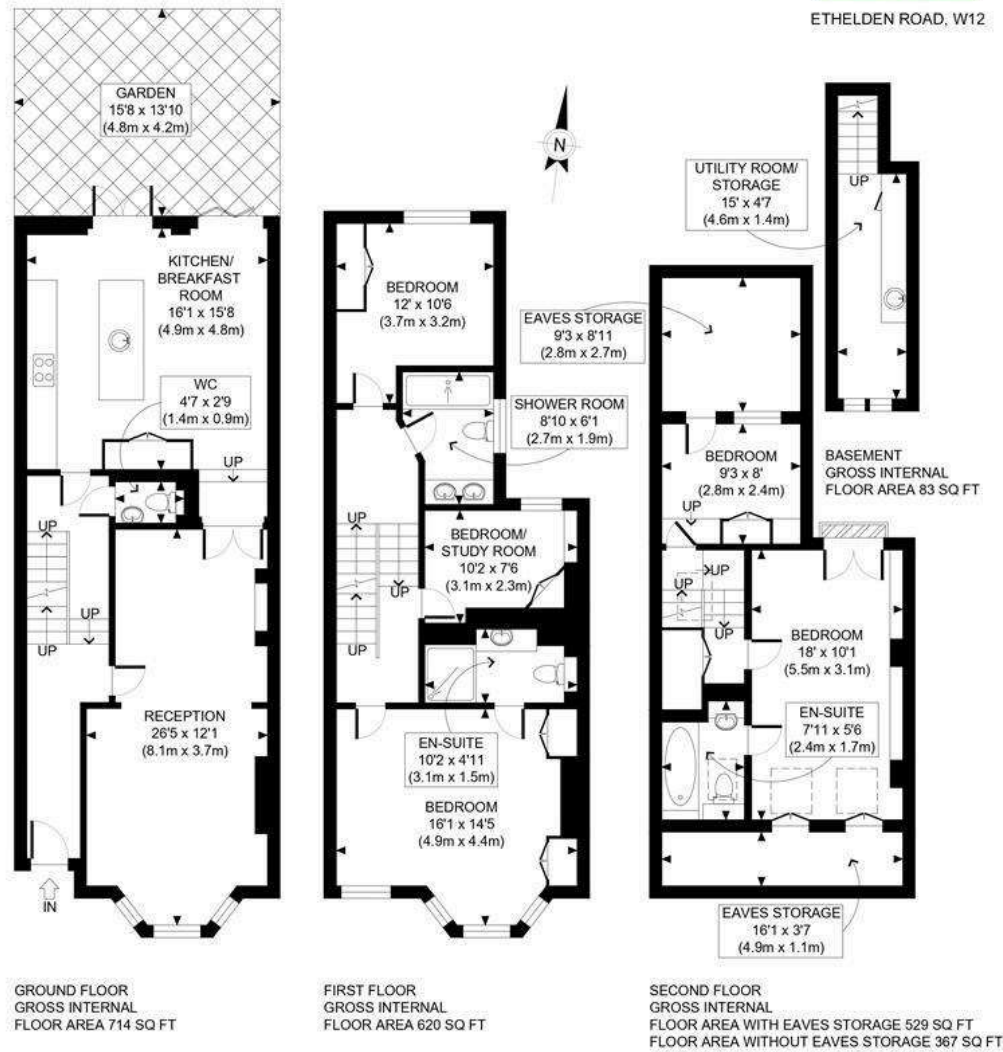 ETHELDEN ROAD, W12
GARDEN
15'8 x 13'10
(4.8m x 4.2m)
N
UTILITY ROOM/
STORAGE
15' x 4'7
(4.6m x 1.4m)
UP
KITCHEN/
BREAKFAST
ROOM
16'1 x 15'8
(4.9m x 4.8m)
WC
4'7 x 2'9
(1.4m x 0.9m)
UP
UP
UP
UP
RECEPTION
26'5 x 12'1
(8.1m x 3.7m)
IN
BEDROOM
12' x 10'6
(3.7m x 3.2m)
SHOWER ROOM
8'10 x 6'1
(2.7m x 1.9m)
BEDROOM/
STUDY ROOM
10'2 x 7'6
(3.1m x 2.3m)
UP
UP
UP
EN-SUITE
10'2 x 4'11
(3.1m x 1.5m)
BEDROOM
16'1 x 14'5
(4.9m x 4.4m)
EAVES STORAGE
9'3 x 8'11
(2.8m x 2.7m)
BEDROOM
9'3 x 8'
(2.8m x 2.4m)
BASEMENT
GROSS INTERNAL
FLOOR AREA 83 SQ FT
UP
UP
UP
UP
BEDROOM
18' x 10'1
(5.5m x 3.1m)
EN-SUITE
7'11 x 5'6
(2.4m x 1.7m)
EAVES STORAGE
16'1 x 3'7
(4.9m x 1.1m)
GROUND FLOOR
GROSS INTERNAL
FLOOR AREA 714 SQ FT
FIRST FLOOR
GROSS INTERNAL
FLOOR AREA 620 SQ FT
SECOND FLOOR
GROSS INTERNAL
FLOOR AREA WITH EAVES STORAGE 529 SQ FT
FLOOR AREA WITHOUT EAVES STORAGE 367 SQ FT